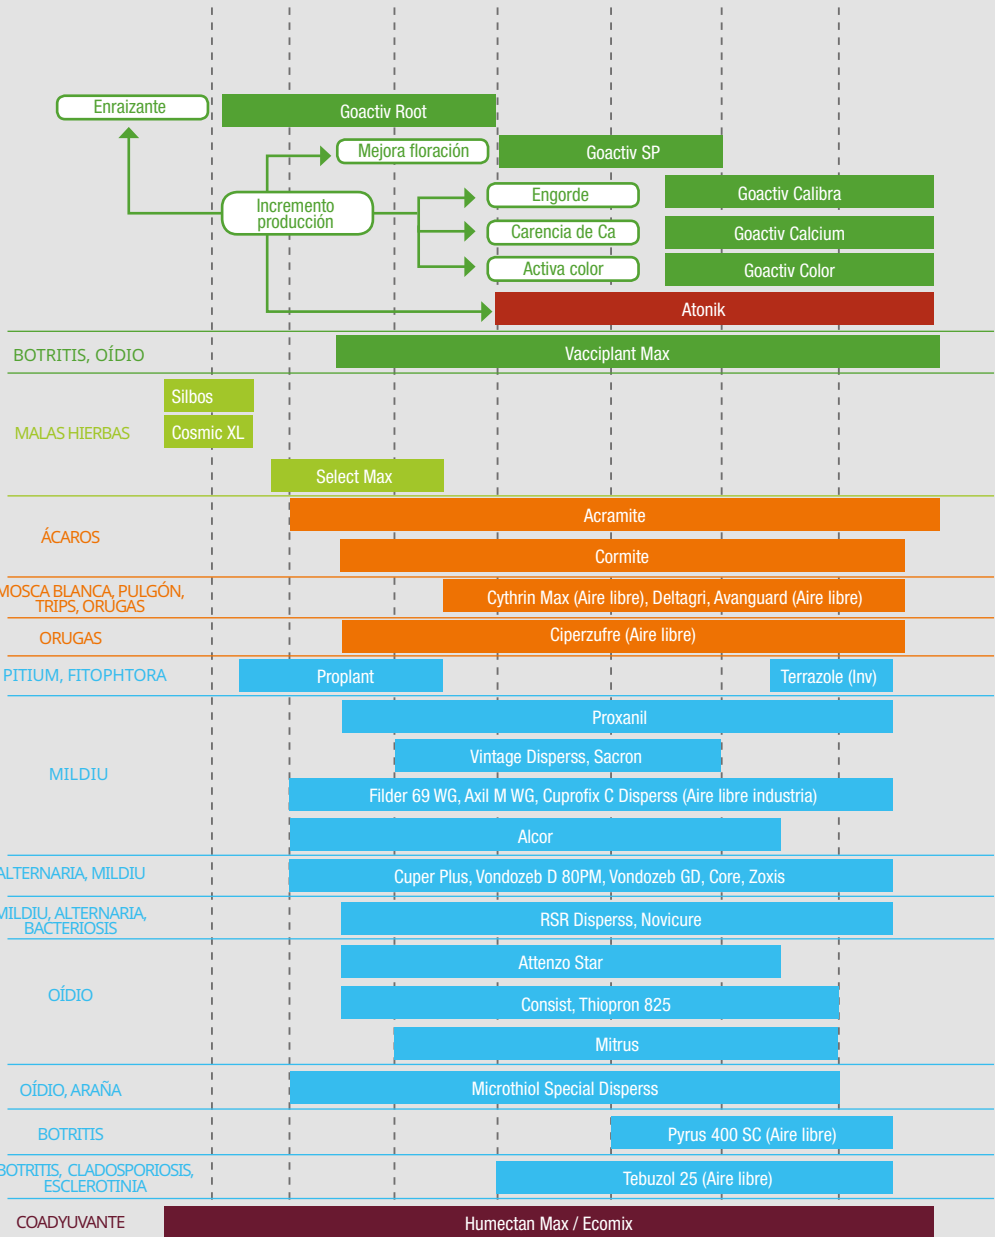 Enraizante
Goactiv Root
Mejora floración
Goactiv SP
Incremento
producción
Engorde
Goactiv Calibra
Carencia de Ca
Goactiv Calcium
Activa color
Goactiv Color
Atonik
BOTRITIS, OÍDIO
Vacciplant Max
MALAS HIERBAS
Silbos
Cosmic XL
Select Max
ÁCAROS
Acramite
Cormite
MOSCA BLANCA, PULGÓN,
TRIPS, ORUGAS
Cythrin Max (Aire libre), Deltagri, Avanguard (Aire libre)
ORUGAS
Ciperzufre (Aire libre)
PITIUM, FITOPHTORA
Proplant
Terrazole (Inv)
MILDIU
Proxanil
Vintage Disperss, Sacron
Filder 69 WG, Axil M WG, Cuprofix C Disperss (Aire libre industria)
Alcor
ALTERNARIA, MILDIU
Cuper Plus, Vondozeb D 80PM, Vondozeb GD, Core, Zoxis
MILDIU, ALTERNARIA,
BACTERIOSIS
RSR Disperss, Novicure
OÍDIO
Attenzo Star
Consist, Thiopron 825
Mitrus
OÍDIO, ARAÑA
Microthiol Special Disperss
BOTRITIS
Pyrus 400 SC (Aire libre)
BOTRITIS, CLADOSPORIOSIS,
ESCLEROTINIA
Tebuzol 25 (Aire libre)
COADYUVANTE
Humectan Max / Ecomix